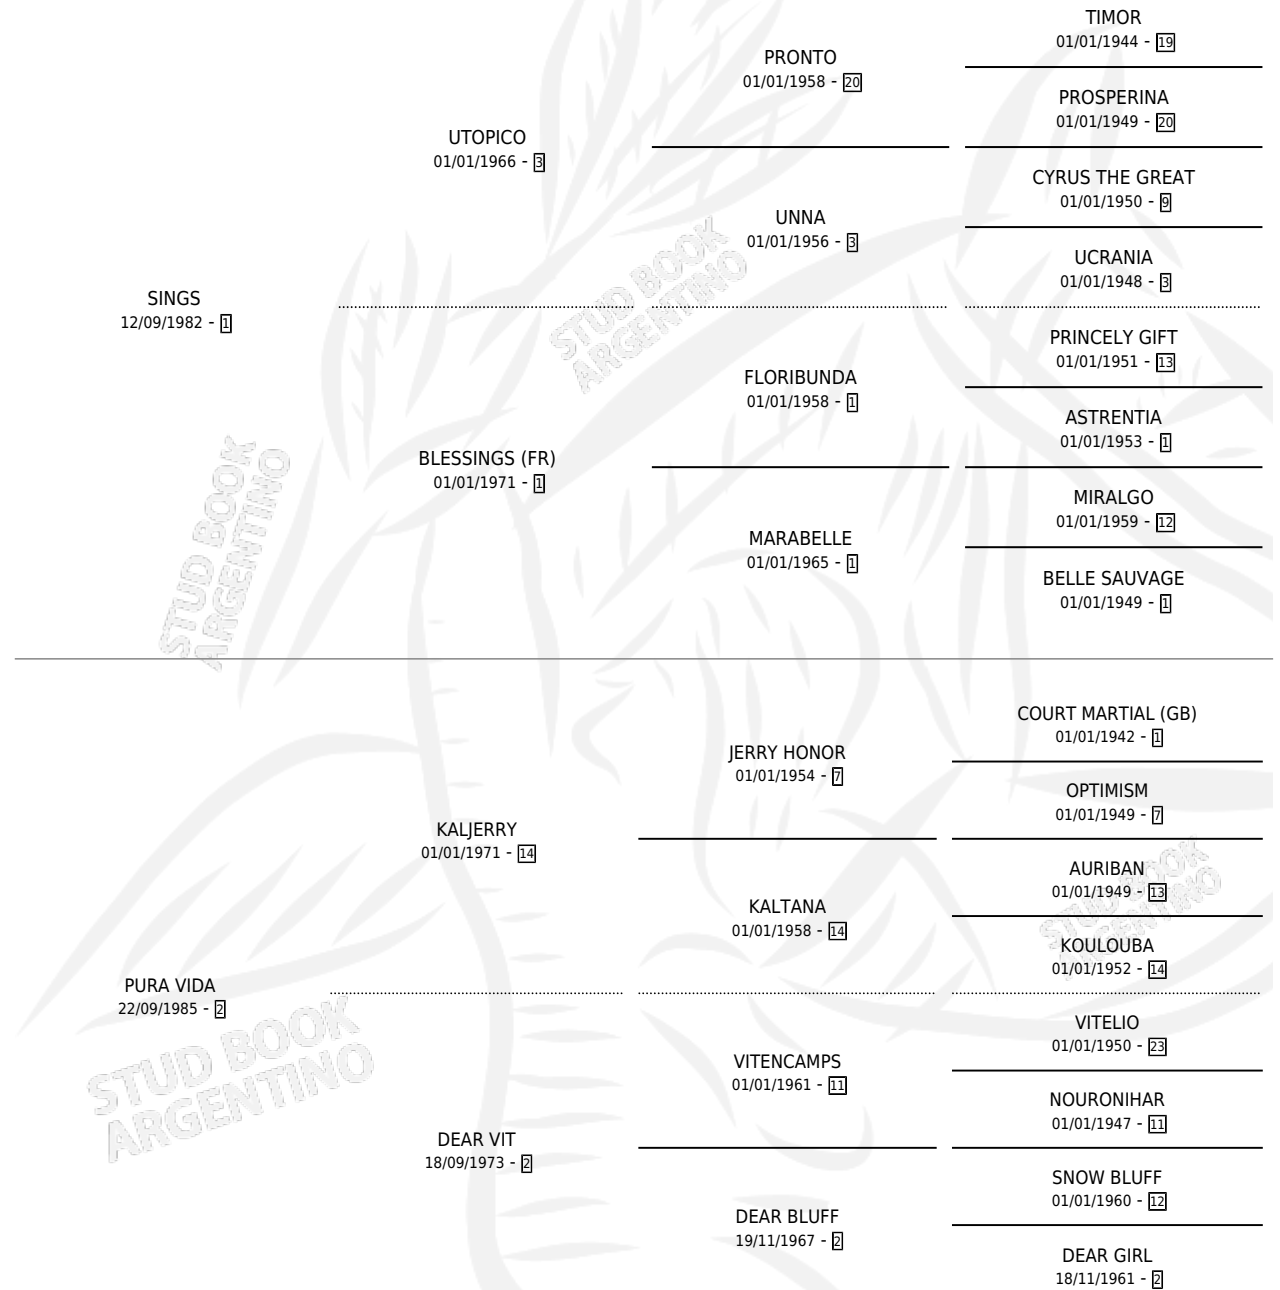 TIMOR
01/01/1944 - 19
PRONTO
01/01/1958 - 20
PROSPERINA
01/01/1949 - 20
UTOPICO
01/01/1966 - 3
CYRUS THE GREAT
01/01/1950 - 9
UNNA
01/01/1956 - 3
UCRANIA
01/01/1948 - 3
SINGS
12/09/1982 - 1
PRINCELY GIFT
01/01/1951 - 13
FLORIBUNDA
01/01/1958 - 1
ASTRENTIA
01/01/1953 - 1
BLESSINGS (FR)
01/01/1971 - 1
MIRALGO
01/01/1959 - 12
MARABELLE
01/01/1965 - 1
BELLE SAUVAGE
01/01/1949 - 1
STUD BOOK
ARGENTINO
STUD BOOK
ARGENTINO
COURT MARTIAL (GB)
01/01/1942 - 1
JERRY HONOR
01/01/1954 - 7
OPTIMISM
01/01/1949 - 7
KALJERRY
01/01/1971 - 14
AURIBAN
01/01/1949 - 13
KALTANA
01/01/1958 - 14
KOULOUBA
01/01/1952 - 14
PURA VIDA
22/09/1985 - 2
VITELIO
01/01/1950 - 23
VITENCAMPS
01/01/1961 - 11
NOURONIHAR
01/01/1947 - 11
DEAR VIT
18/09/1973 - 2
SNOW BLUFF
01/01/1960 - 12
DEAR BLUFF
19/11/1967 - 2
DEAR GIRL
18/11/1961 - 2
STUD BOOK
ARGENTINO
STUD BOOK
ARGENTINO